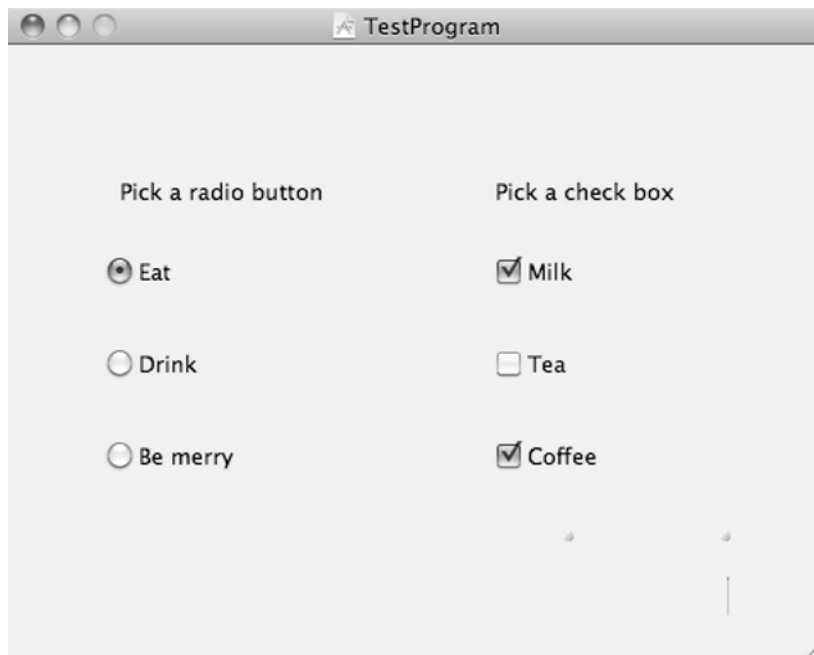 TestProgram
Pick a radio button
Eat
Drink
Be merry
Pick a check box
Milk
Tea
Coffee